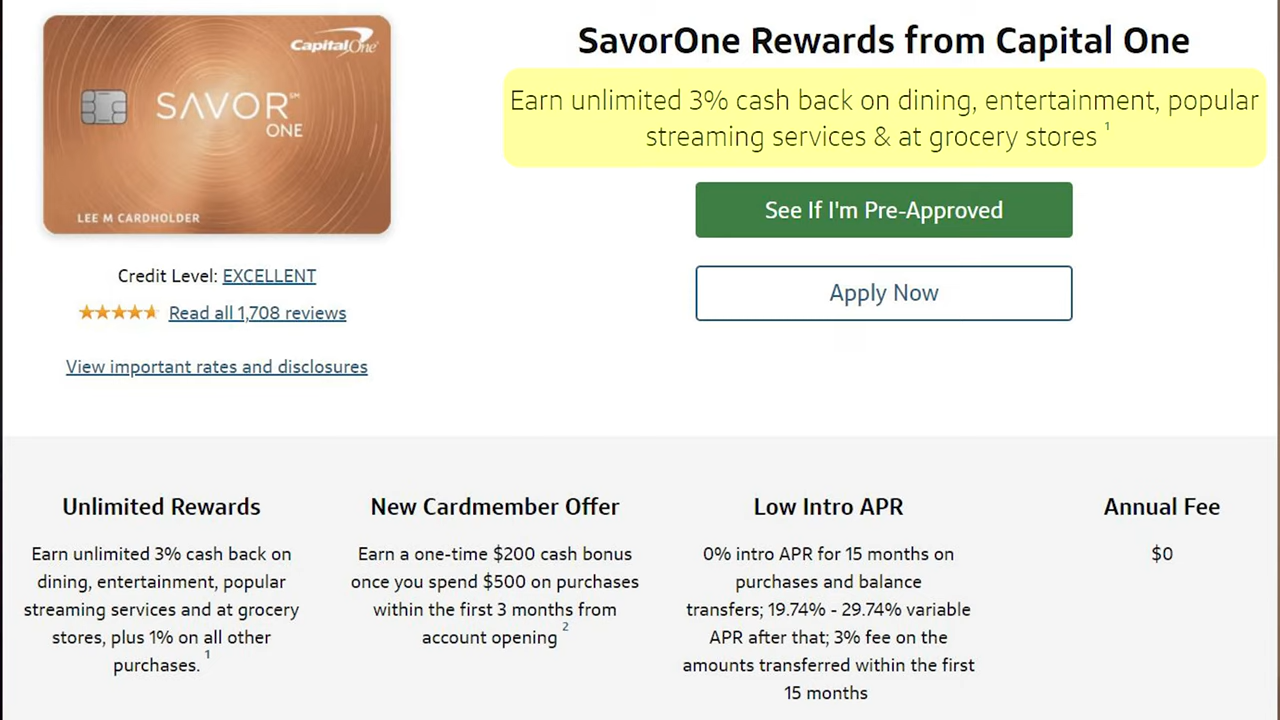 CapitalOne
SAVOR℠
ONE
LEE M CARDHOLDER
Credit Level: EXCELLENT
Read all 1,708 reviews
View important rates and disclosures
SavorOne Rewards from Capital One
Earn unlimited 3% cash back on dining, entertainment, popular
streaming services & at grocery stores 1
See If I'm Pre-Approved
Apply Now
Unlimited Rewards
Earn unlimited 3% cash back on
dining, entertainment, popular
streaming services and at grocery
stores, plus 1% on all other
purchases. 1
New Cardmember Offer
Earn a one-time $200 cash bonus
once you spend $500 on purchases
within the first 3 months from
account opening 2
Low Intro APR
0% intro APR for 15 months on
purchases and balance
transfers; 19.74% - 29.74% variable
APR after that; 3% fee on the
amounts transferred within the first
15 months
Annual Fee
$0